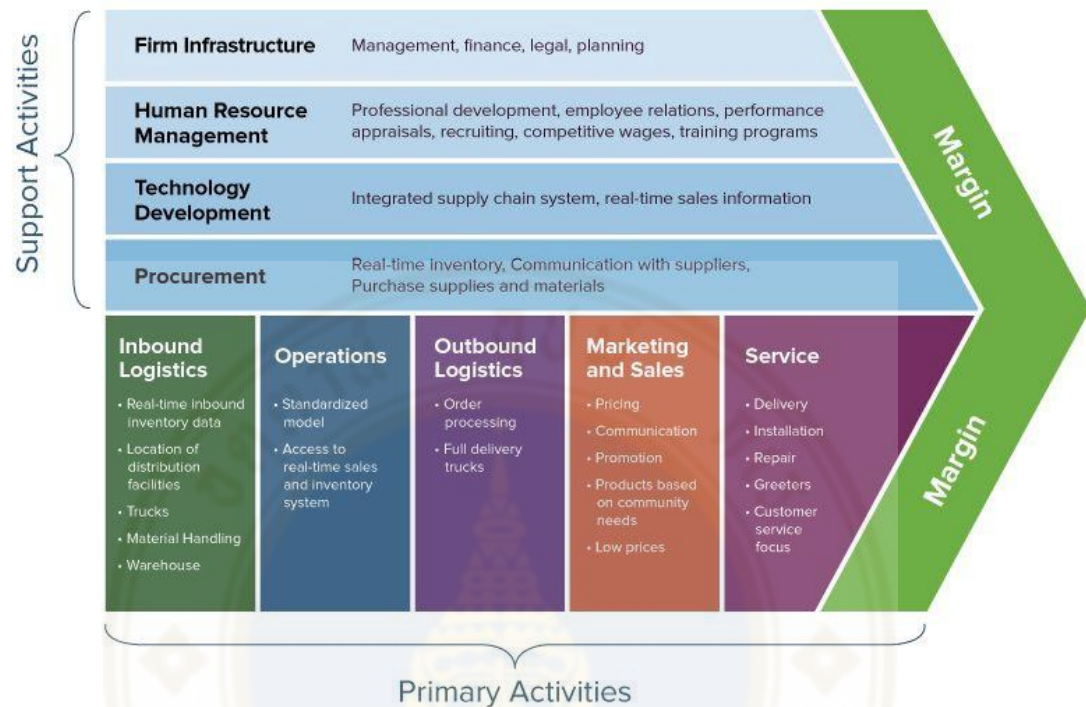 Support Activities
Firm Infrastructure
Management, finance, legal, planning
Human Resource
Management
Professional development, employee relations, performance
appraisals, recruiting, competitive wages, training programs
Technology
Development
Integrated supply chain system, real-time sales information
Procurement
Real-time inventory, Communication with suppliers,
Purchase supplies and materials
Margin
Margin
Inbound
Logistics
• Real-time inbound
inventory data
• Location of
distribution
facilities
• Trucks
• Material Handling
• Warehouse
Operations
• Standardized
model
• Access to
real-time sales
and inventory
system
Outbound
Logistics
• Order
processing
• Full delivery
trucks
Marketing
and Sales
• Pricing
• Communication
• Promotion
• Products based
on community
needs
• Low prices
Service
• Delivery
• Installation
• Repair
• Greeters
• Customer
service
focus
Primary Activities